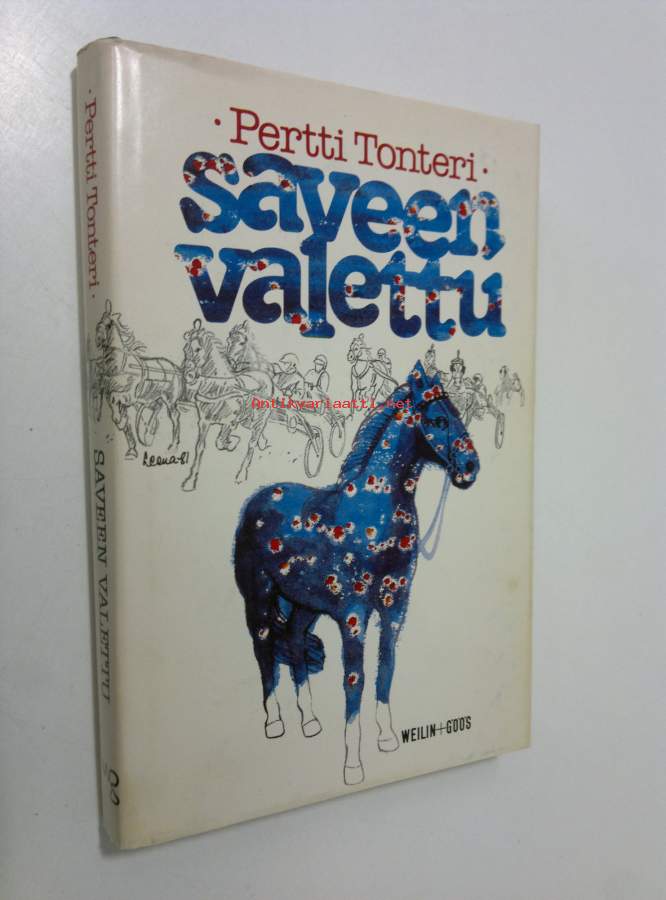 · Pertti Tonteri ·
saveen
valettu
Leena-81
WEILIN+GÖÖS
· Pertti Tonteri ·
SAVEEN VALETTU
Antikvariaatti.net